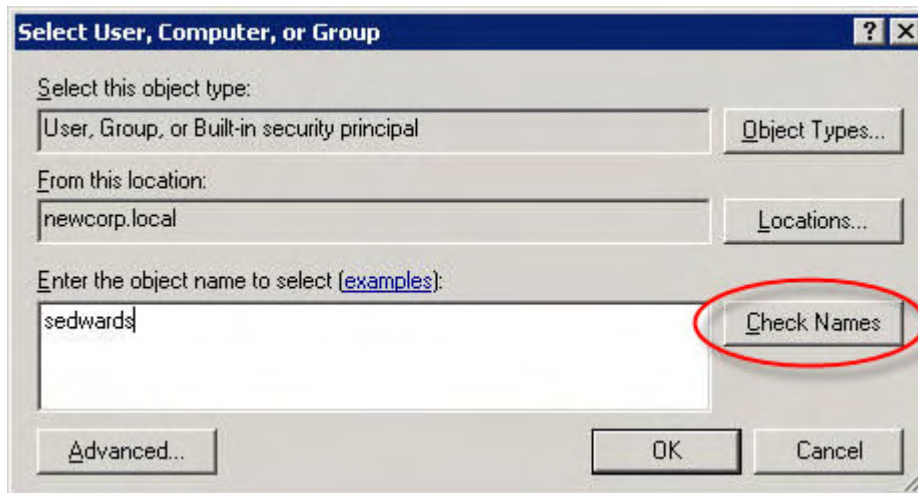 Select User, Computer, or Group
Select this object type:
User, Group, or Built-in security principal
Object Types...
From this location:
newcorp.local
Locations...
Enter the object name to select (examples):
sedwards
Check Names
Advanced...
OK
Cancel